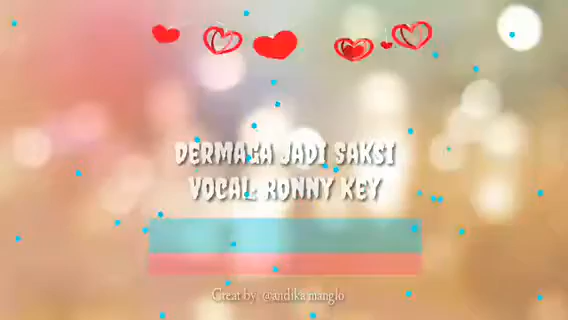 DERMAGA JADI SAKSI
VOCAL: RONNY KEY
Creat by. @andika manglo